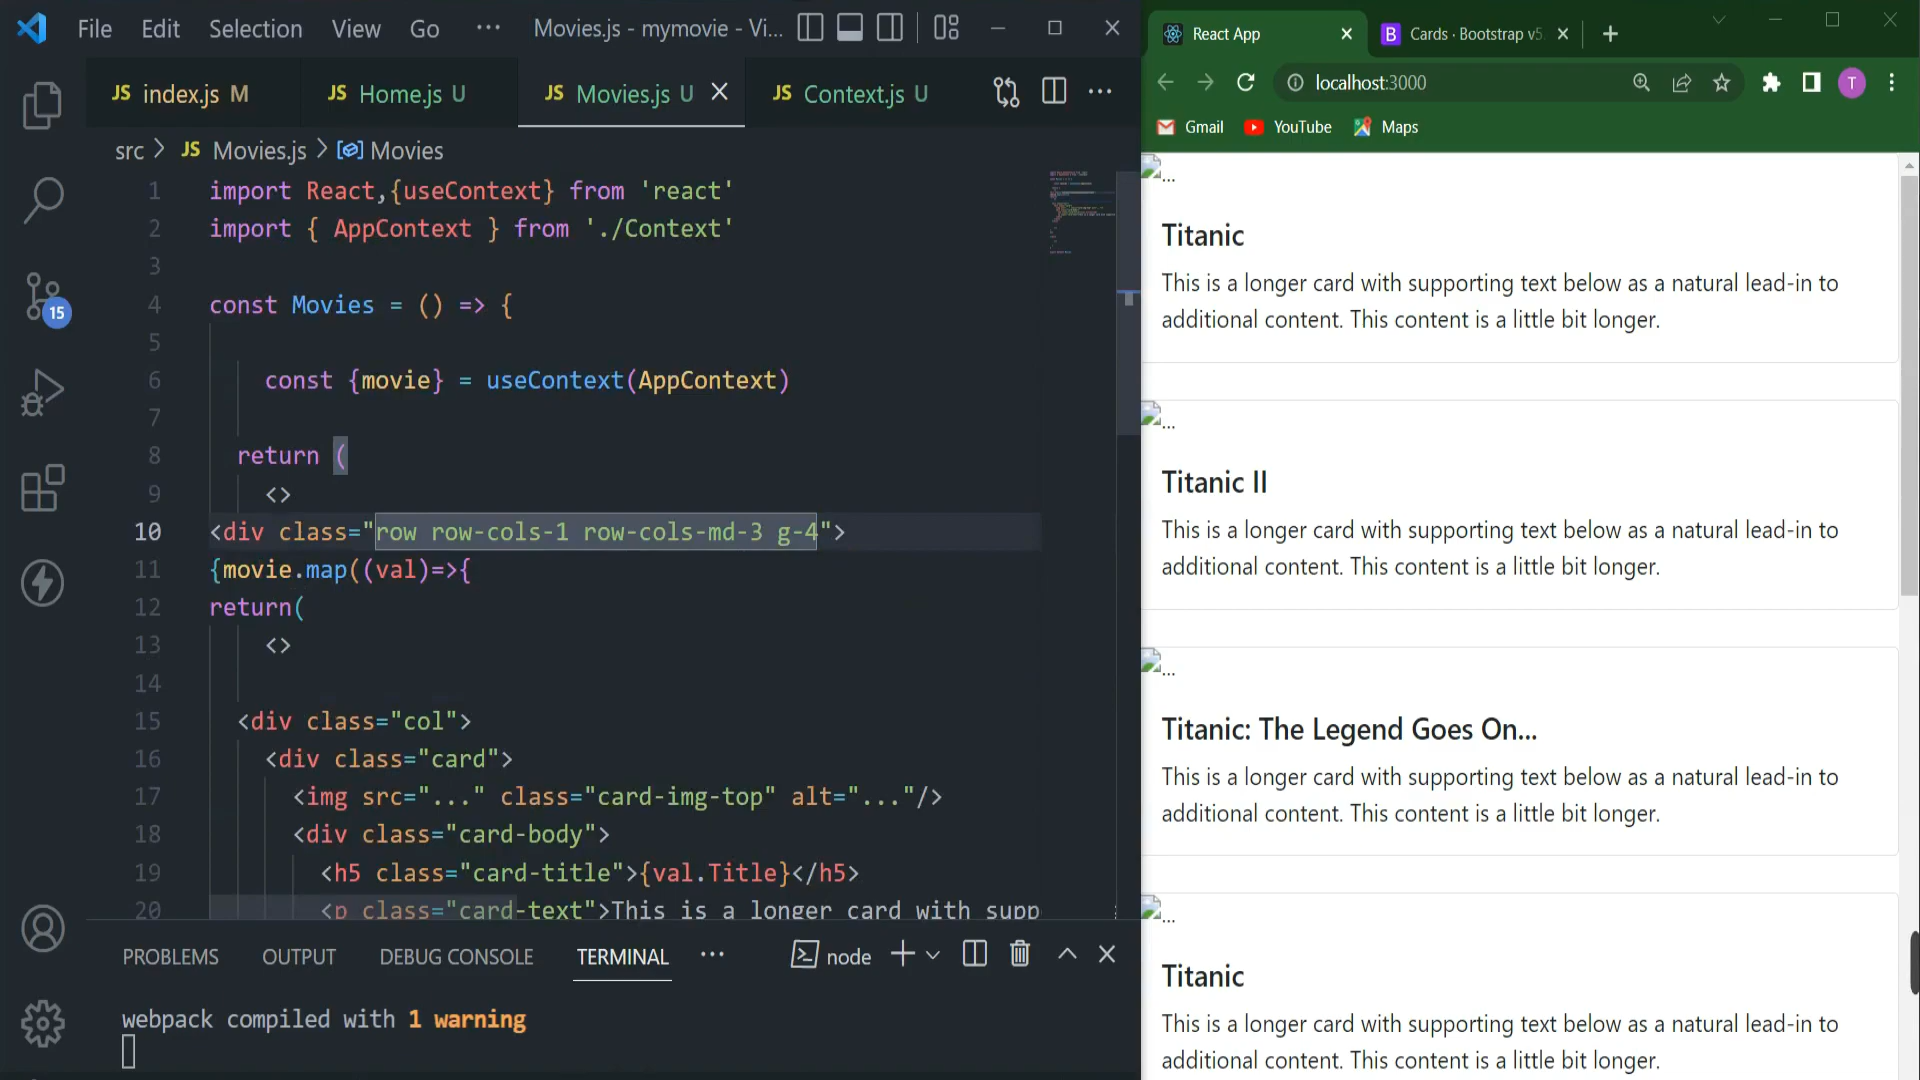 File Edit Selection View Go ··· Movies.js - mymovie - Vi...
JS index.js M JS Home.js U JS Movies.js U JS Context.js U ···
src > JS Movies.js > Movies
1 import React,{useContext} from 'react'
2 import { AppContext } from './Context'
3
4 const Movies = () => {
5
6 const {movie} = useContext(AppContext)
7
8 return (
9 <>
10 <div class="row row-cols-1 row-cols-md-3 g-4">
11 {movie.map((val)=>{
12 return(
13 <>
14
15 <div class="col">
16 <div class="card">
17 <img src="..." class="card-img-top" alt="..."/>
18 <div class="card-body">
19 <h5 class="card-title">{val.Title}</h5>
20 <p class="card-text">This is a longer card with supp
15
PROBLEMS OUTPUT DEBUG CONSOLE TERMINAL ··· node
webpack compiled with 1 warning
React App B Cards · Bootstrap v5.
localhost:3000 T
Gmail YouTube Maps
...
Titanic
This is a longer card with supporting text below as a natural lead-in to
additional content. This content is a little bit longer.
...
Titanic II
This is a longer card with supporting text below as a natural lead-in to
additional content. This content is a little bit longer.
...
Titanic: The Legend Goes On...
This is a longer card with supporting text below as a natural lead-in to
additional content. This content is a little bit longer.
...
Titanic
This is a longer card with supporting text below as a natural lead-in to
additional content. This content is a little bit longer.